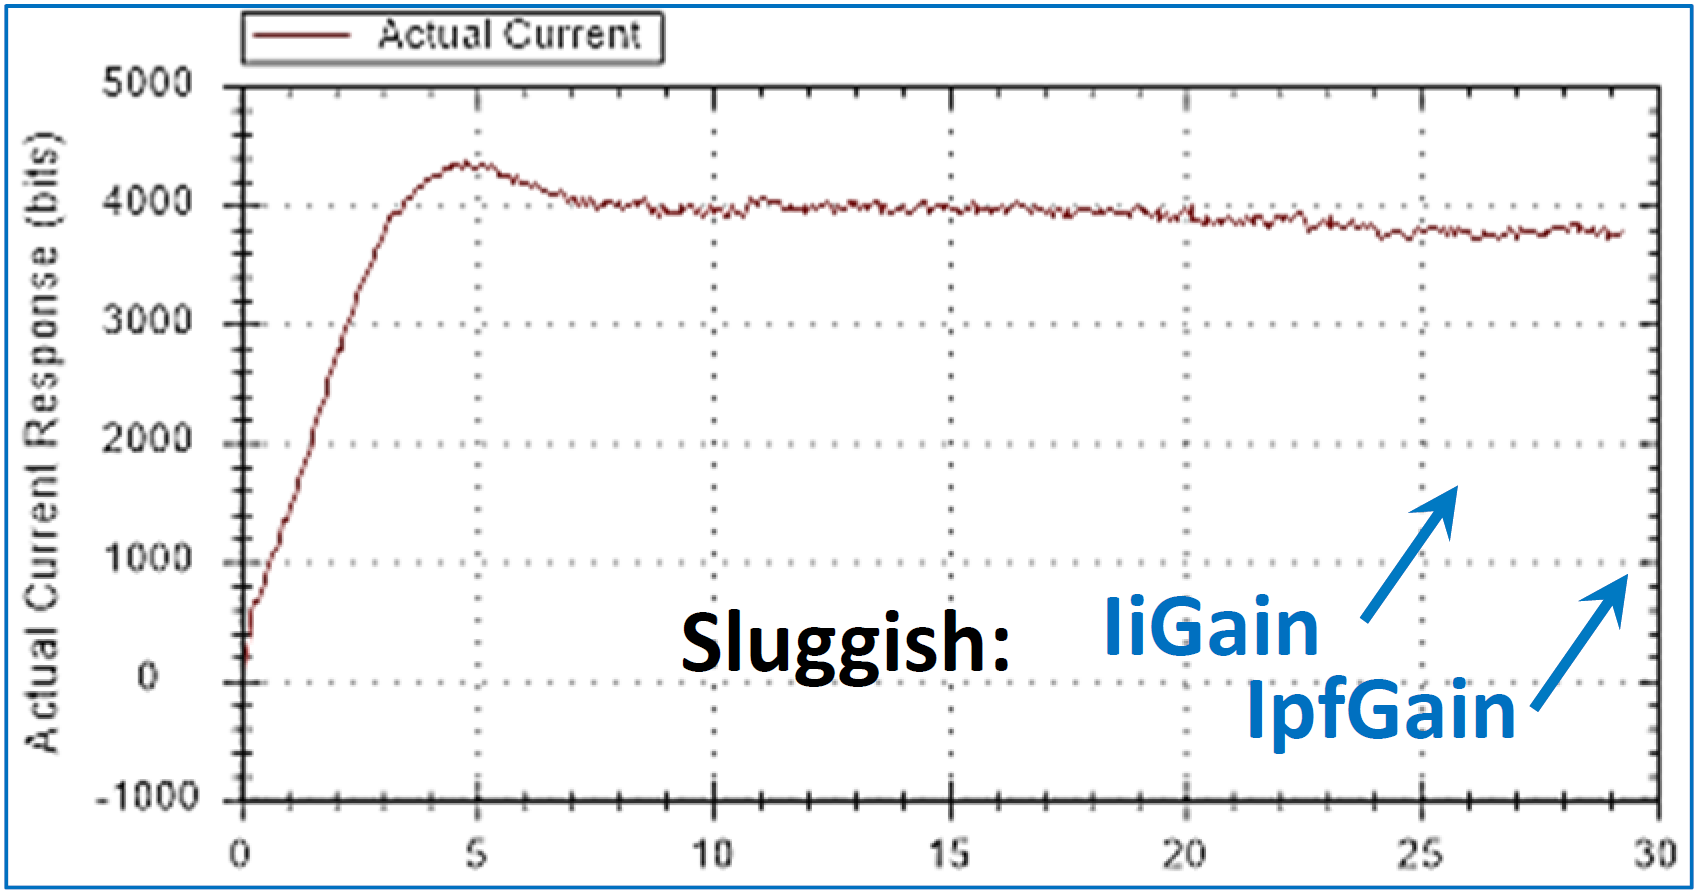 Actual Current
Actual Current Response (bits)
5000
4000
3000
2000
1000
0
-1000
Sluggish:
IiGain
IpfGain
0 5 10 15 20 25 30